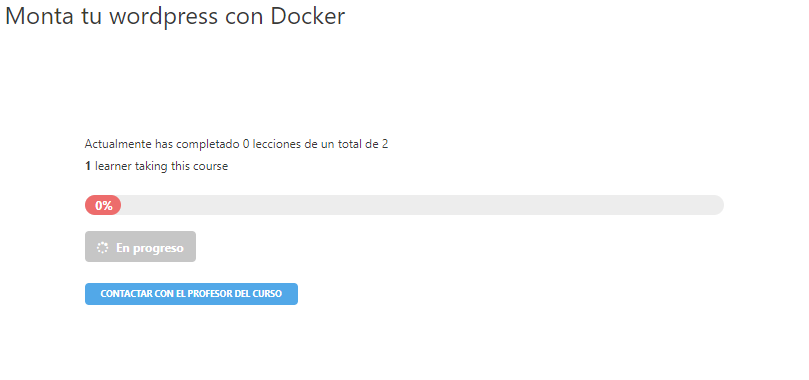 Monta tu wordpress con Docker
Actualmente has completado 0 lecciones de un total de 2
1 learner taking this course
0%
En progreso
CONTACTAR CON EL PROFESOR DEL CURSO